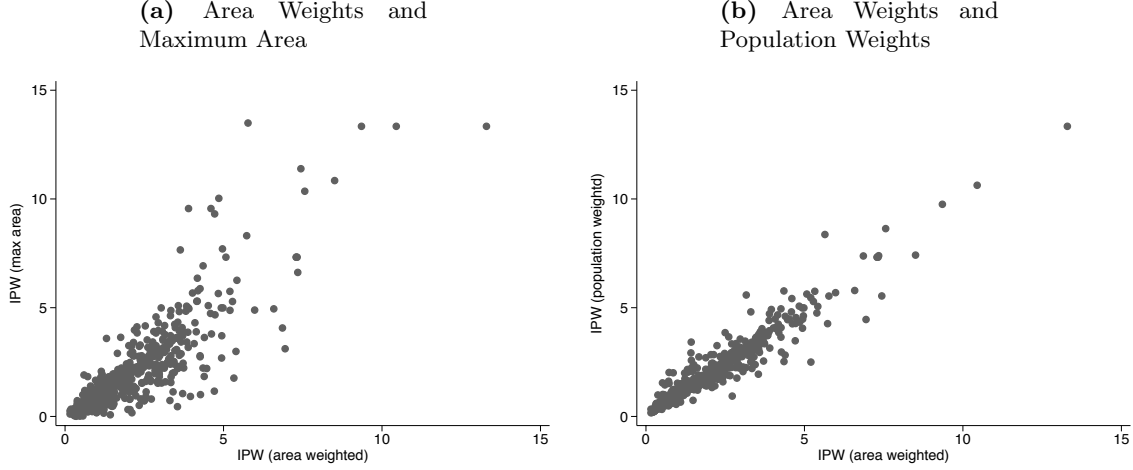 (a) Area Weights and
Maximum Area
15
10
5
0
IPW (max area)
0 5 10 15
IPW (area weighted)
(b) Area Weights and
Population Weights
15
10
5
0
IPW (population weightd)
0 5 10 15
IPW (area weighted)